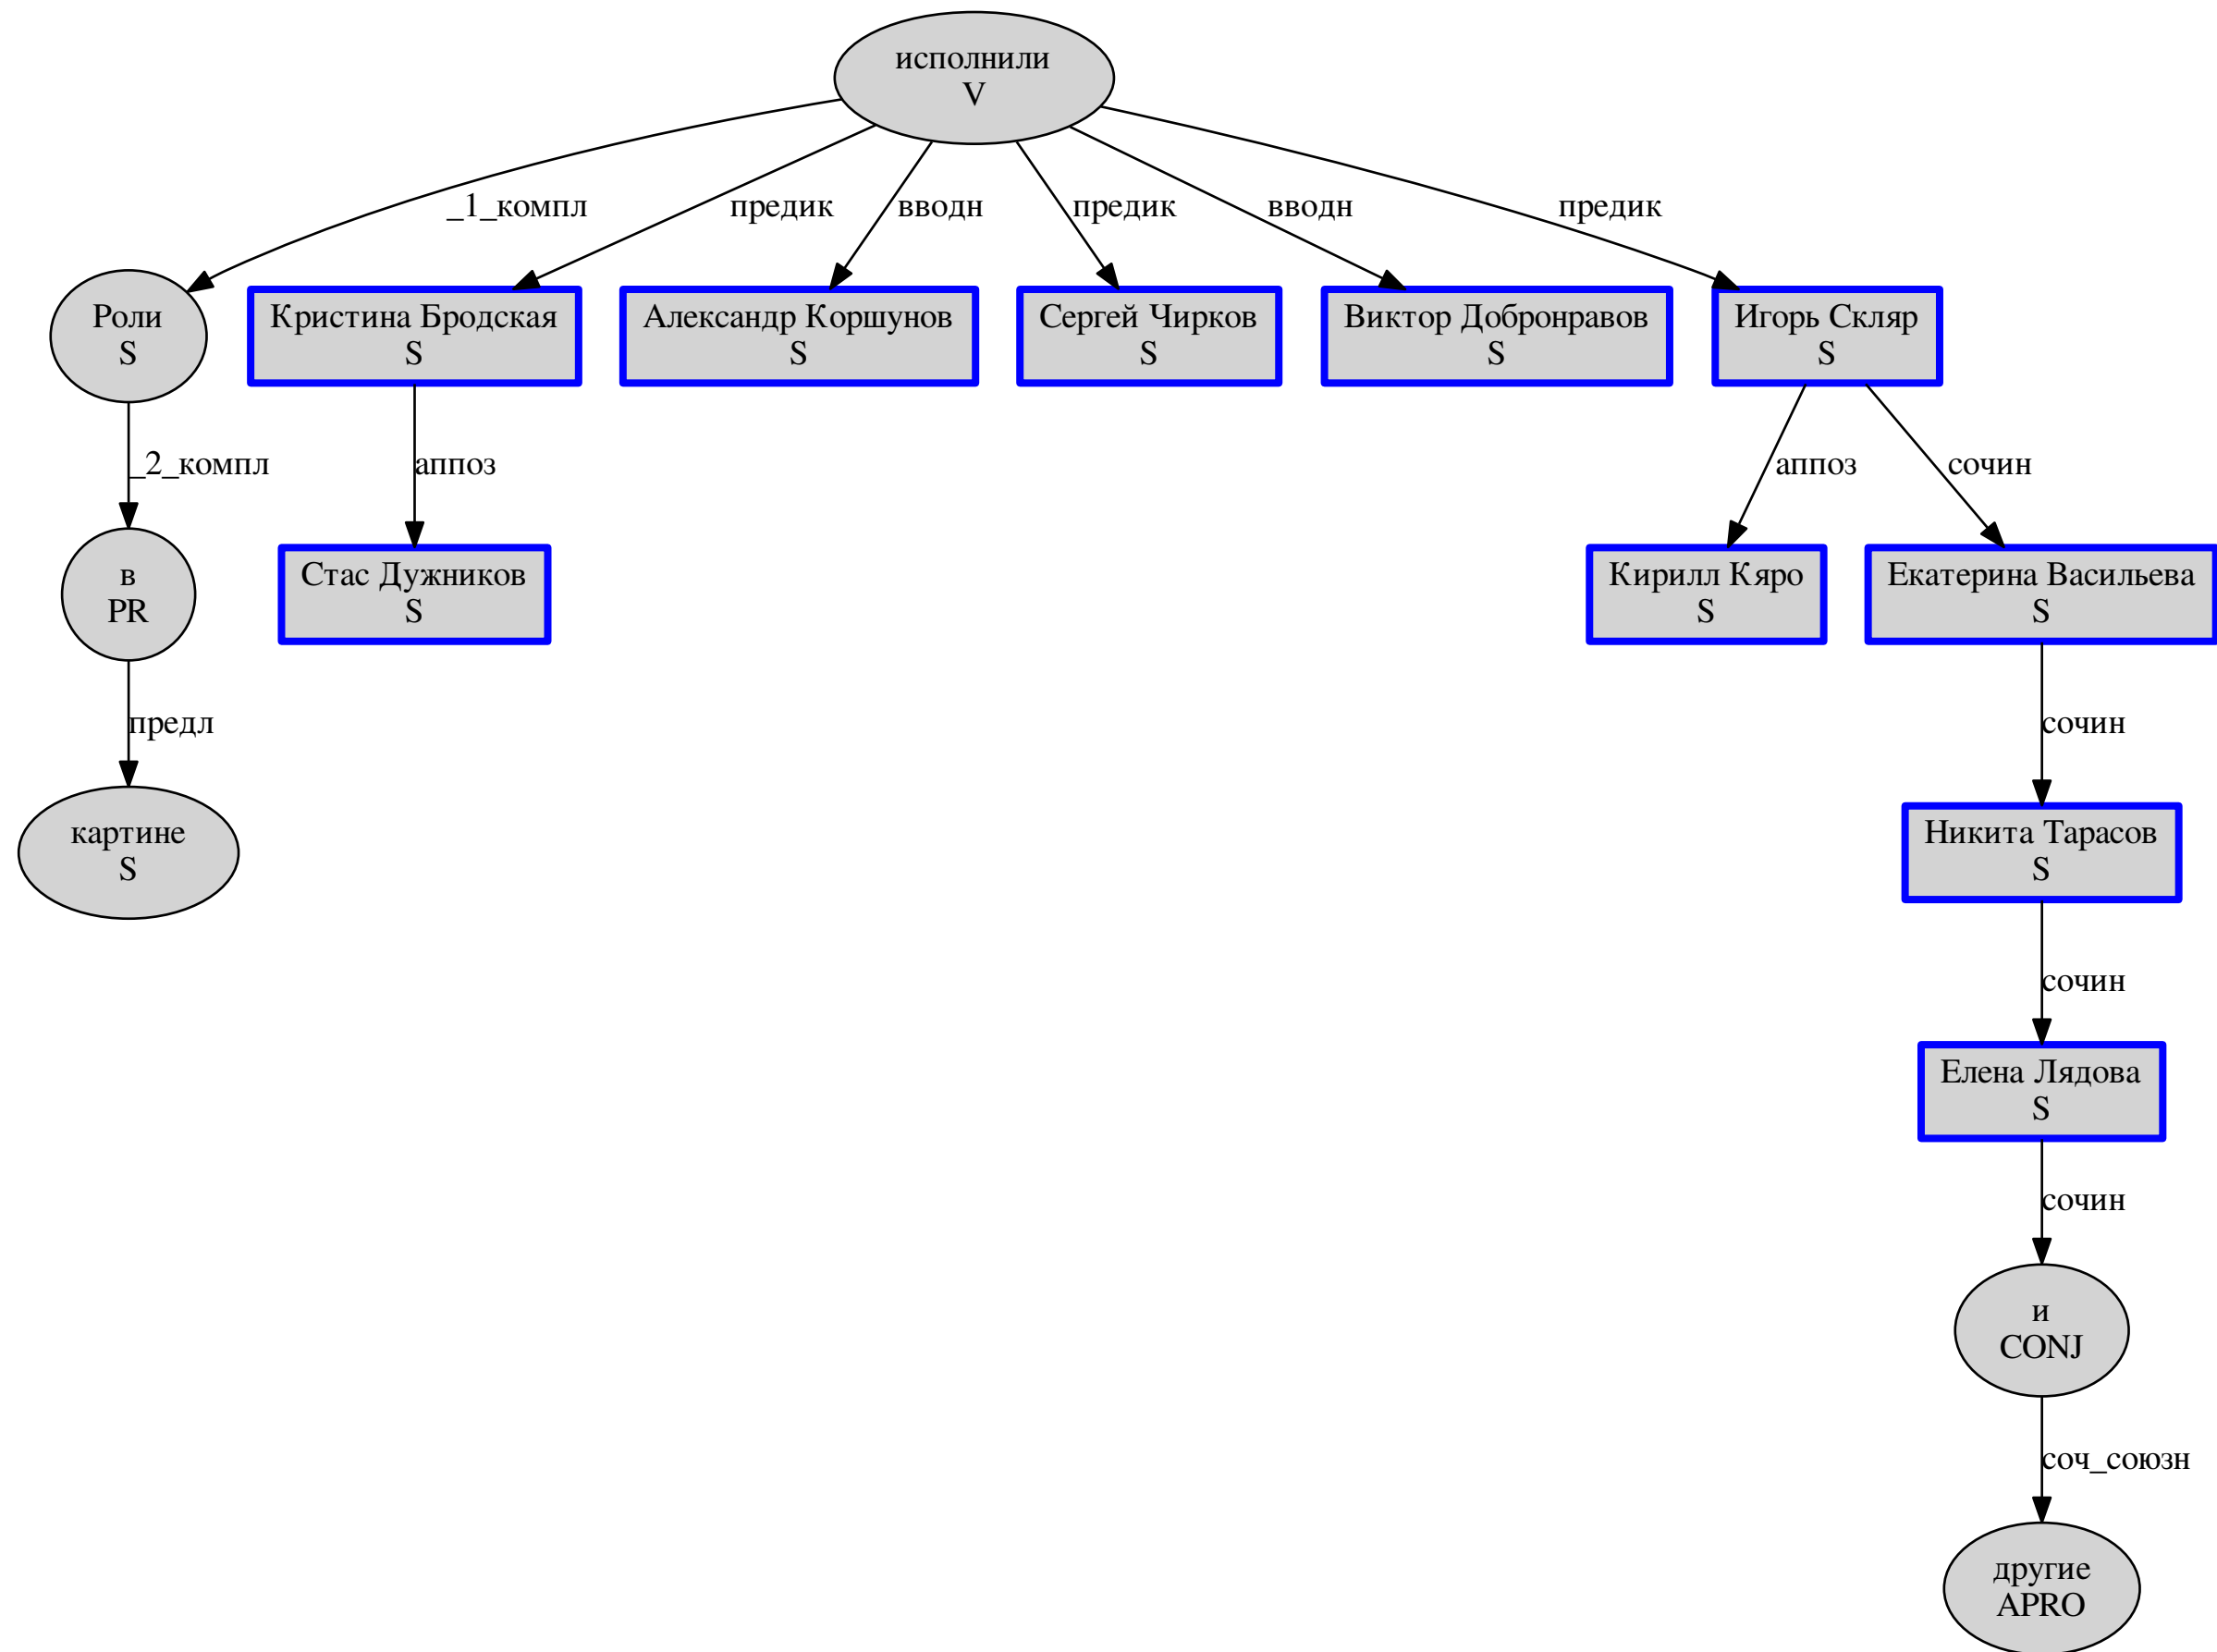 исполнили
V
_1_компл
предик
вводн
предик
вводн
предик
Роли
S
Кристина Бродская
S
Александр Коршунов
S
Сергей Чирков
S
Виктор Добронравов
S
Игорь Скляр
S
_2_компл
аппоз
аппоз
сочин
в
PR
Стас Дужников
S
Кирилл Кяро
S
Екатерина Васильева
S
предл
сочин
картине
S
Никита Тарасов
S
сочин
Елена Лядова
S
сочин
и
CONJ
соч_союзн
другие
APRO